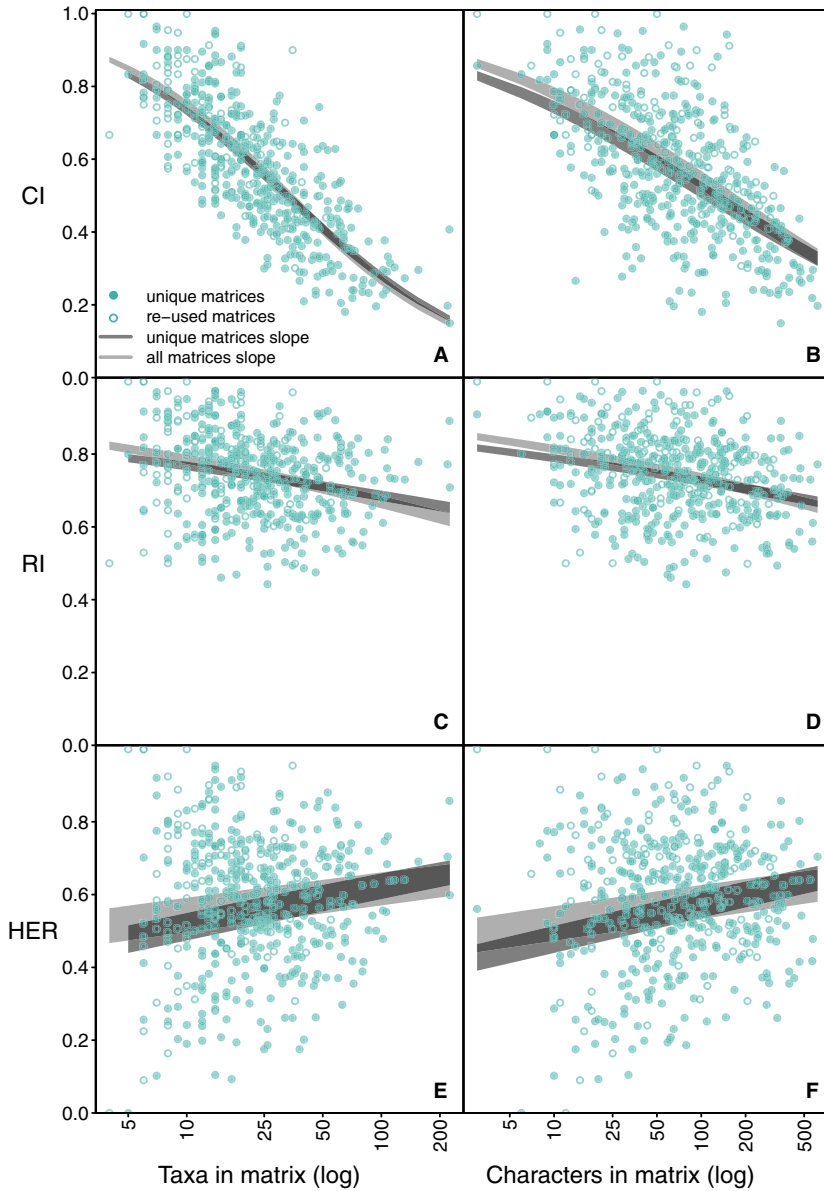 1.0
0.8
0.6
CI
0.4
0.2
unique matrices
re-used matrices
unique matrices slope
all matrices slope
A
B
0.0
0.8
0.6
RI
0.4
0.2
C
D
0.0
0.8
0.6
HER
0.4
0.2
0.0
E
F
5
10
25
50
100
200
5
10
25
50
100
200
500
Taxa in matrix (log)
Characters in matrix (log)